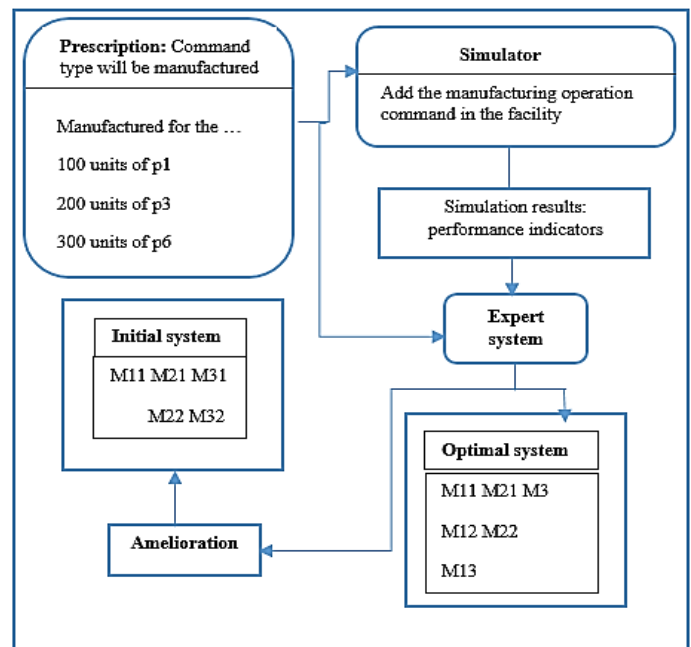 Prescription: Command
type will be manufactured
Manufactured for the …
100 units of p1
200 units of p3
300 units of p6
Simulator
Add the manufacturing operation
command in the facility
Simulation results:
performance indicators
Expert
system
Initial system
M11 M21 M31
M22 M32
Amelioration
Optimal system
M11 M21 M3
M12 M22
M13